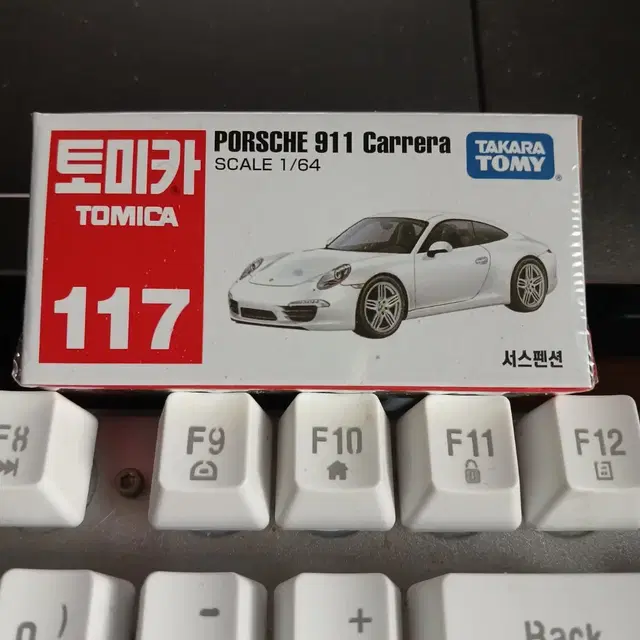 토미카
TOMICA
117
PORSCHE 911 Carrera
SCALE 1/64
TAKARA
TOMY
®
서스펜션
F8
F9
F10
F11
F12
)
-
+
Back